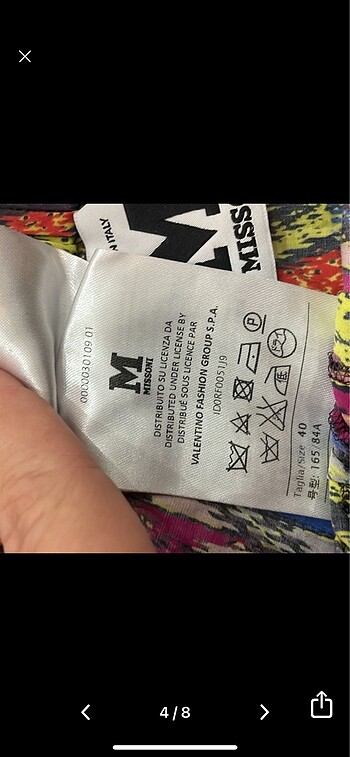 N ITALY
MISS
0000030109 01
M
MISSONI
DISTRIBUITO SU LICENZA DA
DISTRIBUTED UNDER LICENSE BY
DISTRIBUÉ SOUS LICENCE PAR
VALENTINO FASHION GROUP S.P.A.
P
Taglia/Size 40
号型: 165/84A
4/8